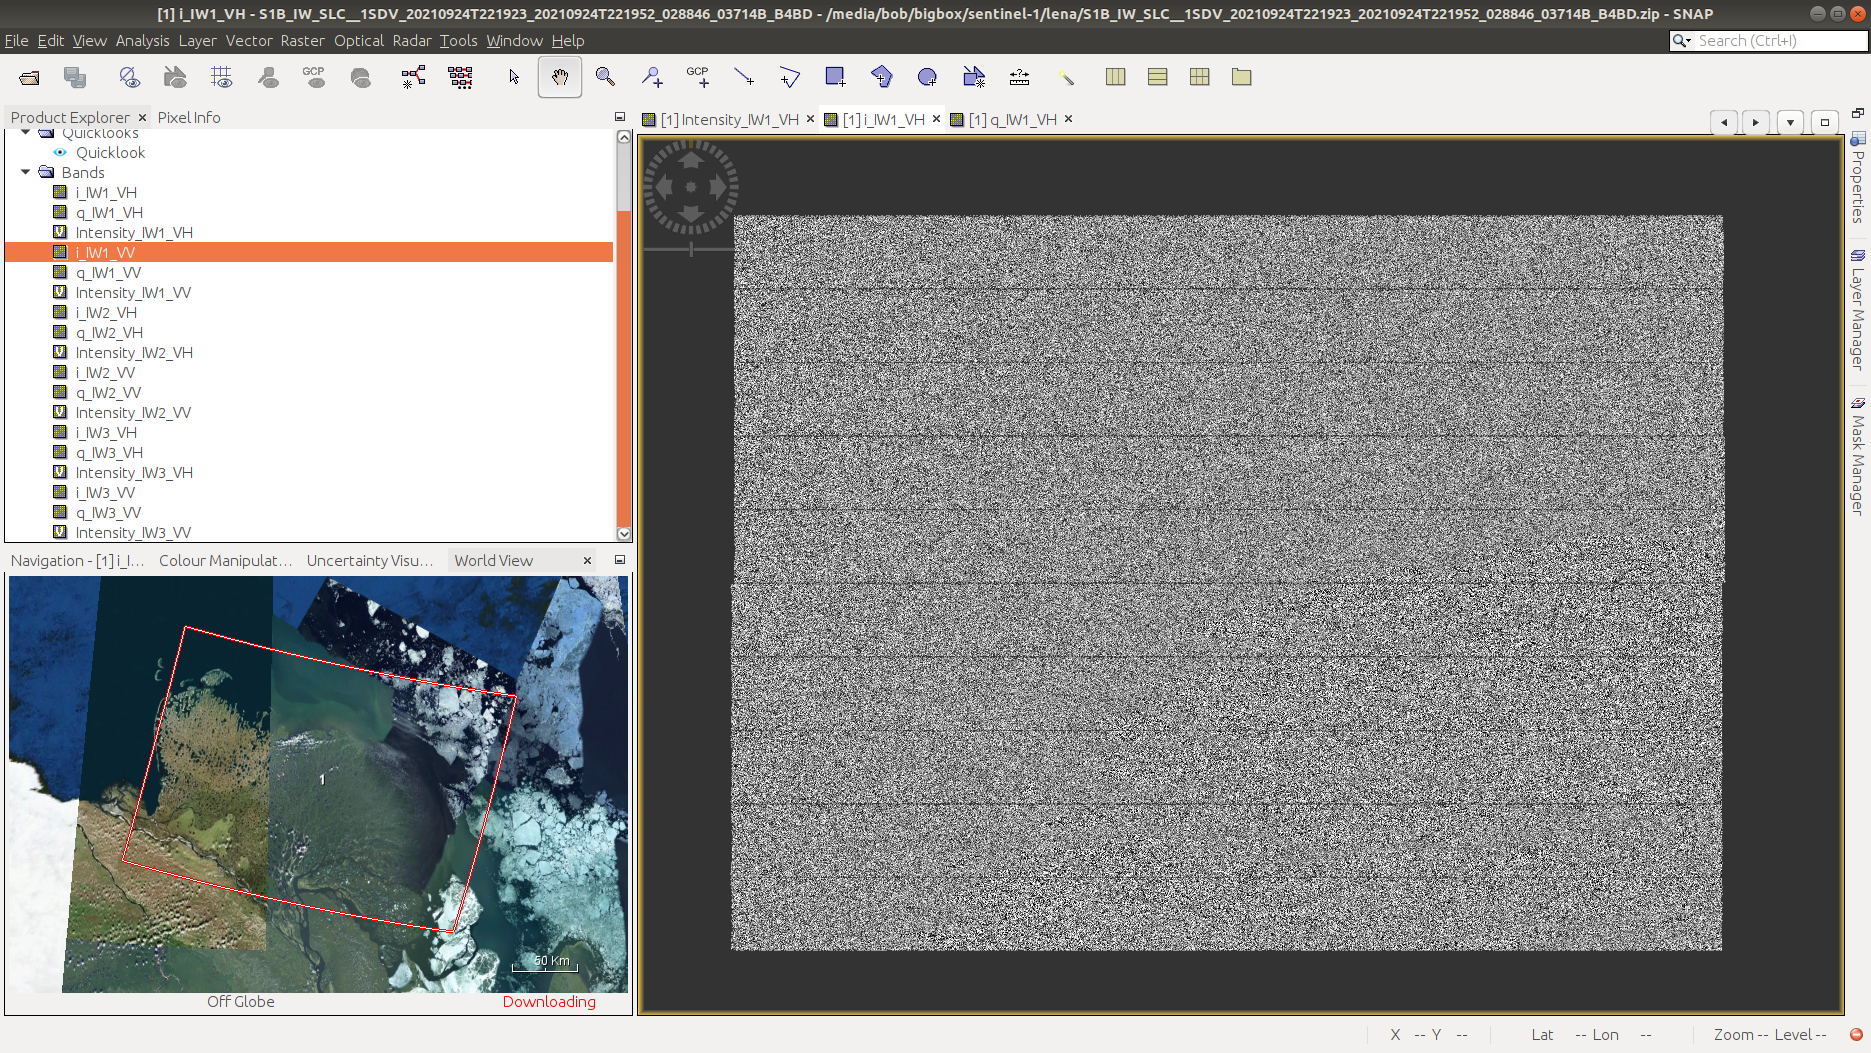 [1] i_IW1_VH - S1B_IW_SLC__1SDV_20210924T221923_20210924T221952_028846_03714B_B4BD - /media/bob/bigbox/sentinel-1/lena/S1B_IW_SLC__1SDV_20210924T221923_20210924T221952_028846_03714B_B4BD.zip - SNAP
File Edit View Analysis Layer Vector Raster Optical Radar Tools Window Help
Search (Ctrl+I)
GCP GCP
Product Explorer × Pixel Info
[1] Intensity_IW1_VH × [1] i_IW1_VH × [1] q_IW1_VH ×
Quicklooks
Quicklook
Bands
i_IW1_VH
q_IW1_VH
Intensity_IW1_VH
i_IW1_VV
q_IW1_VV
Intensity_IW1_VV
i_IW2_VH
q_IW2_VH
Intensity_IW2_VH
i_IW2_VV
q_IW2_VV
Intensity_IW2_VV
i_IW3_VH
q_IW3_VH
Intensity_IW3_VH
i_IW3_VV
q_IW3_VV
Intensity_IW3_VV
Properties
Layer Manager
Mask Manager
Navigation - [1] i_I... Colour Manipulat... Uncertainty Visu... World View ×
1
50 Km
Off Globe Downloading
X -- Y -- Lat -- Lon -- Zoom -- Level --